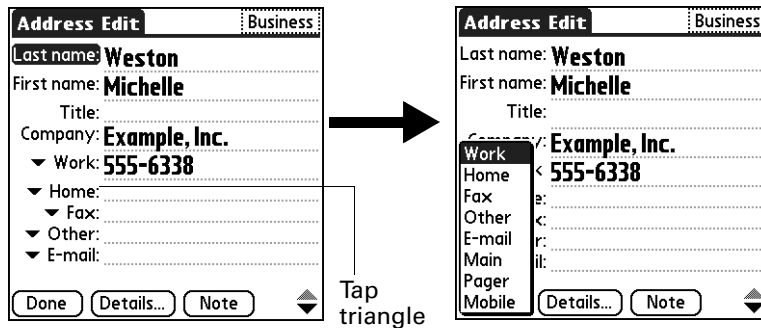 Address Edit Business
Last name: Weston
First name: Michelle
Title:
Company: Example, Inc.
Work: 555-6338
Home:
Fax:
Other:
E-mail:
Done Details... Note
Tap
triangle
Address Edit Business
Last name: Weston
First name: Michelle
Title:
Example, Inc.
555-6338
Work
Home
Fax
Other
E-mail
Main
Pager
Mobile
Details... Note